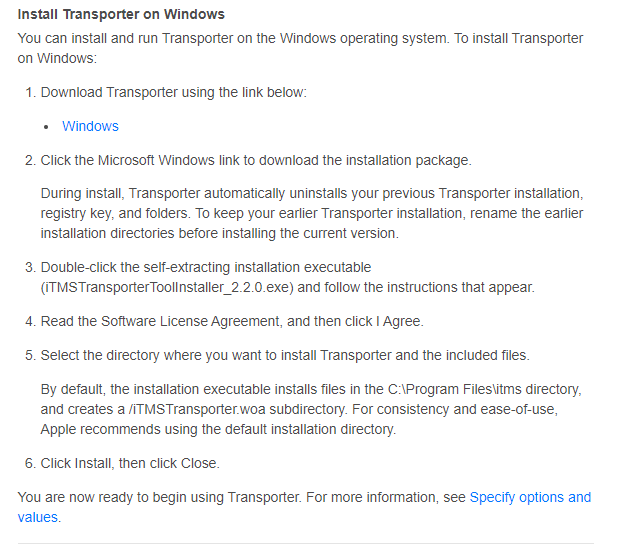 Install Transporter on Windows
You can install and run Transporter on the Windows operating system. To install Transporter
on Windows:
1. Download Transporter using the link below:
• Windows
2. Click the Microsoft Windows link to download the installation package.
During install, Transporter automatically uninstalls your previous Transporter installation,
registry key, and folders. To keep your earlier Transporter installation, rename the earlier
installation directories before installing the current version.
3. Double-click the self-extracting installation executable
(iTMSTransporterToolInstaller_2.2.0.exe) and follow the instructions that appear.
4. Read the Software License Agreement, and then click I Agree.
5. Select the directory where you want to install Transporter and the included files.
By default, the installation executable installs files in the C:\Program Files\itms directory,
and creates a /iTMSTransporter.woa subdirectory. For consistency and ease-of-use,
Apple recommends using the default installation directory.
6. Click Install, then click Close.
You are now ready to begin using Transporter. For more information, see Specify options and
values.